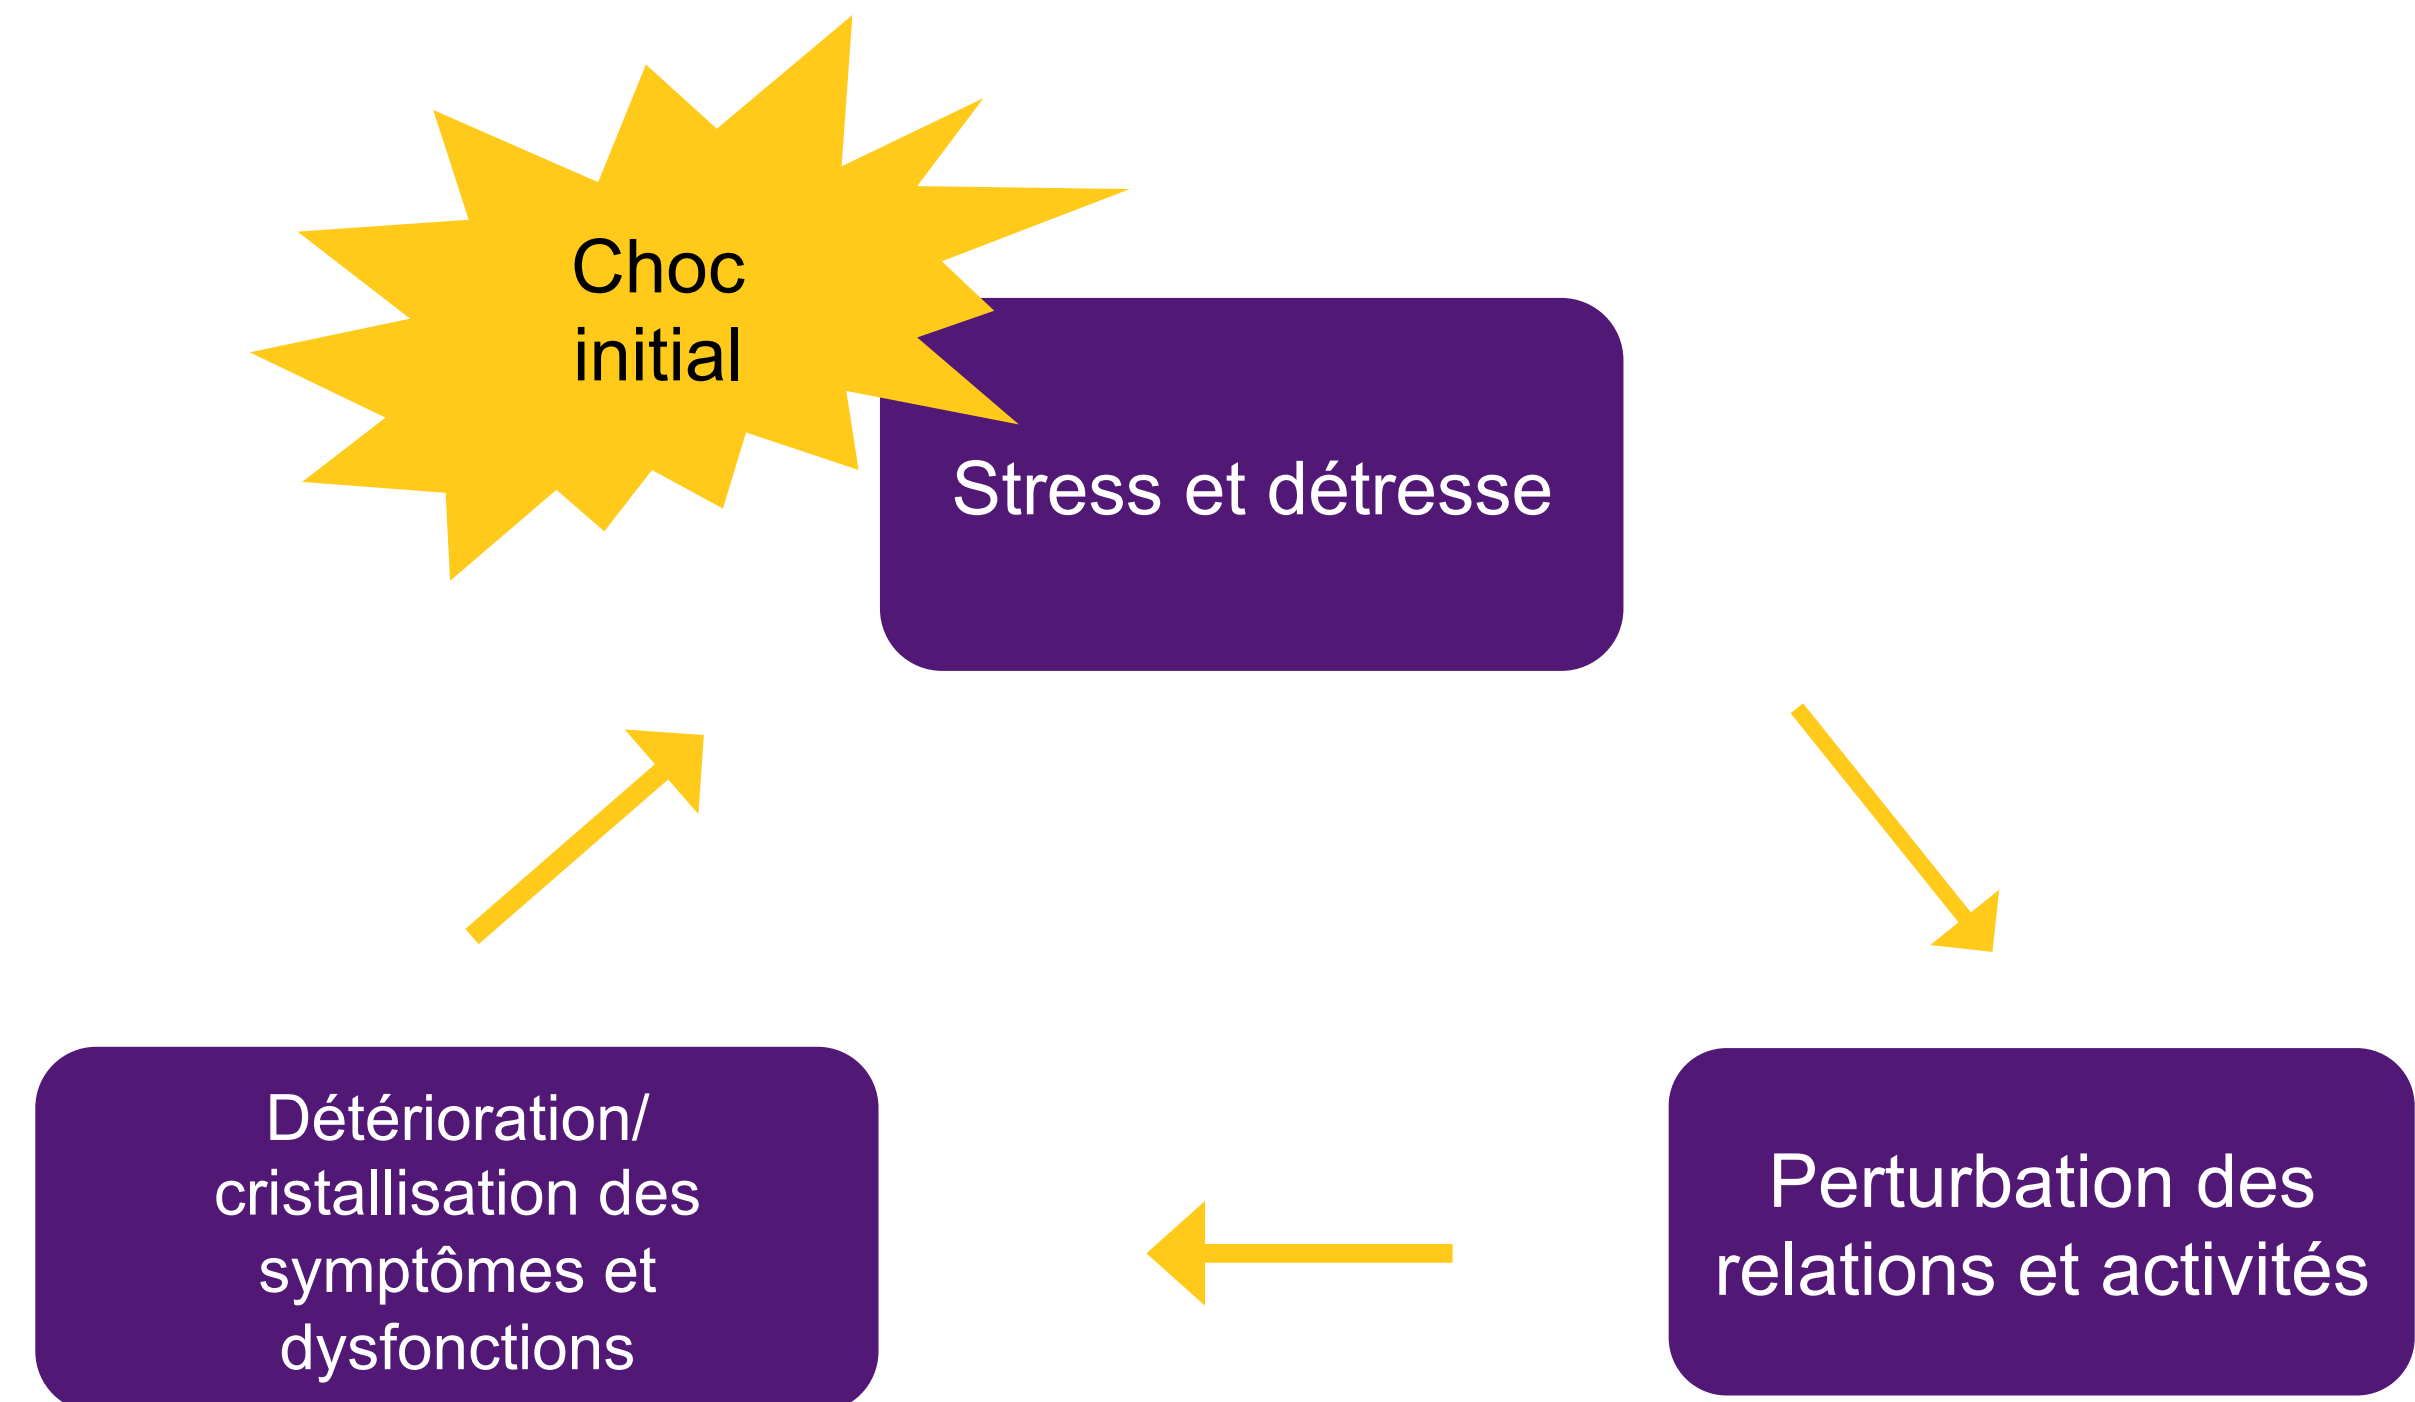 Choc
initial
Stress et détresse
Perturbation des
relations et activités
Détérioration/
cristallisation des
symptômes et
dysfonctions